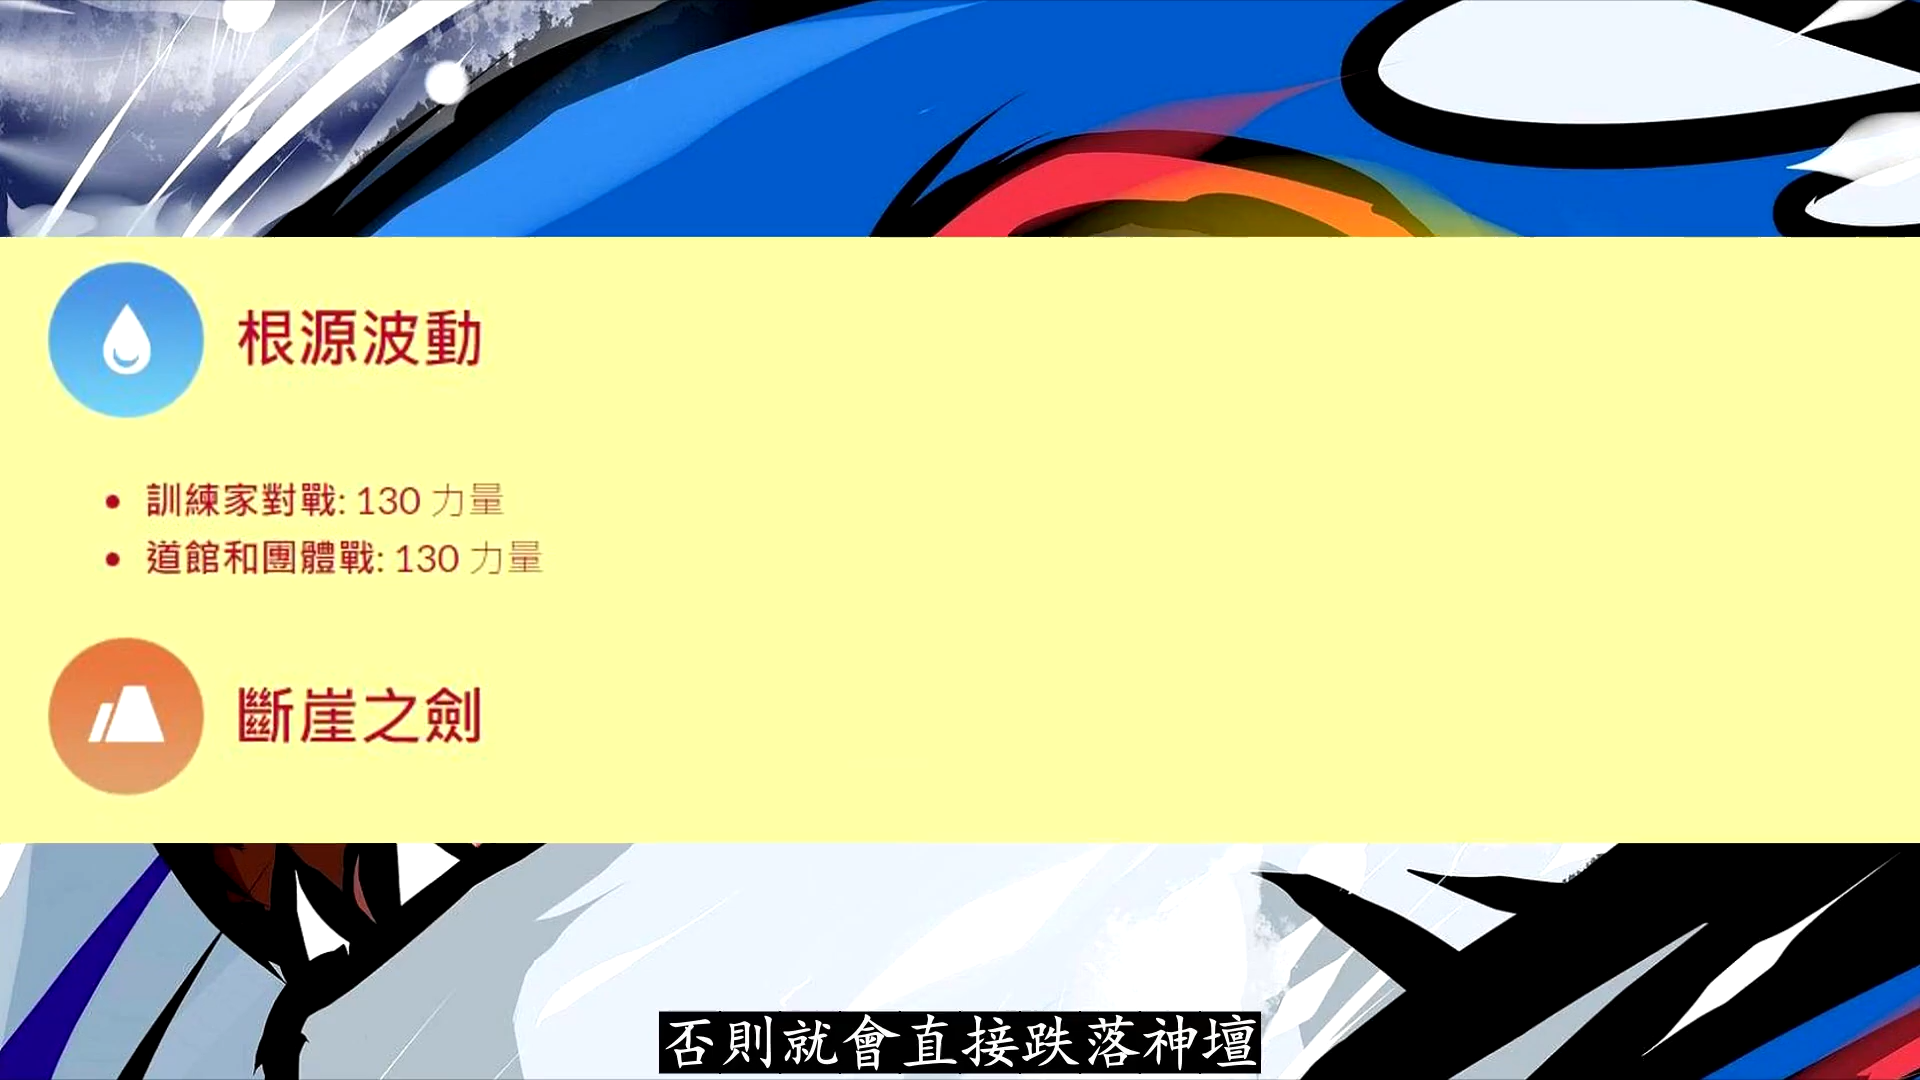 根源波動
訓練家對戰: 130 力量
道館和團體戰: 130 力量
斷崖之劍
否則就會直接跌落神壇